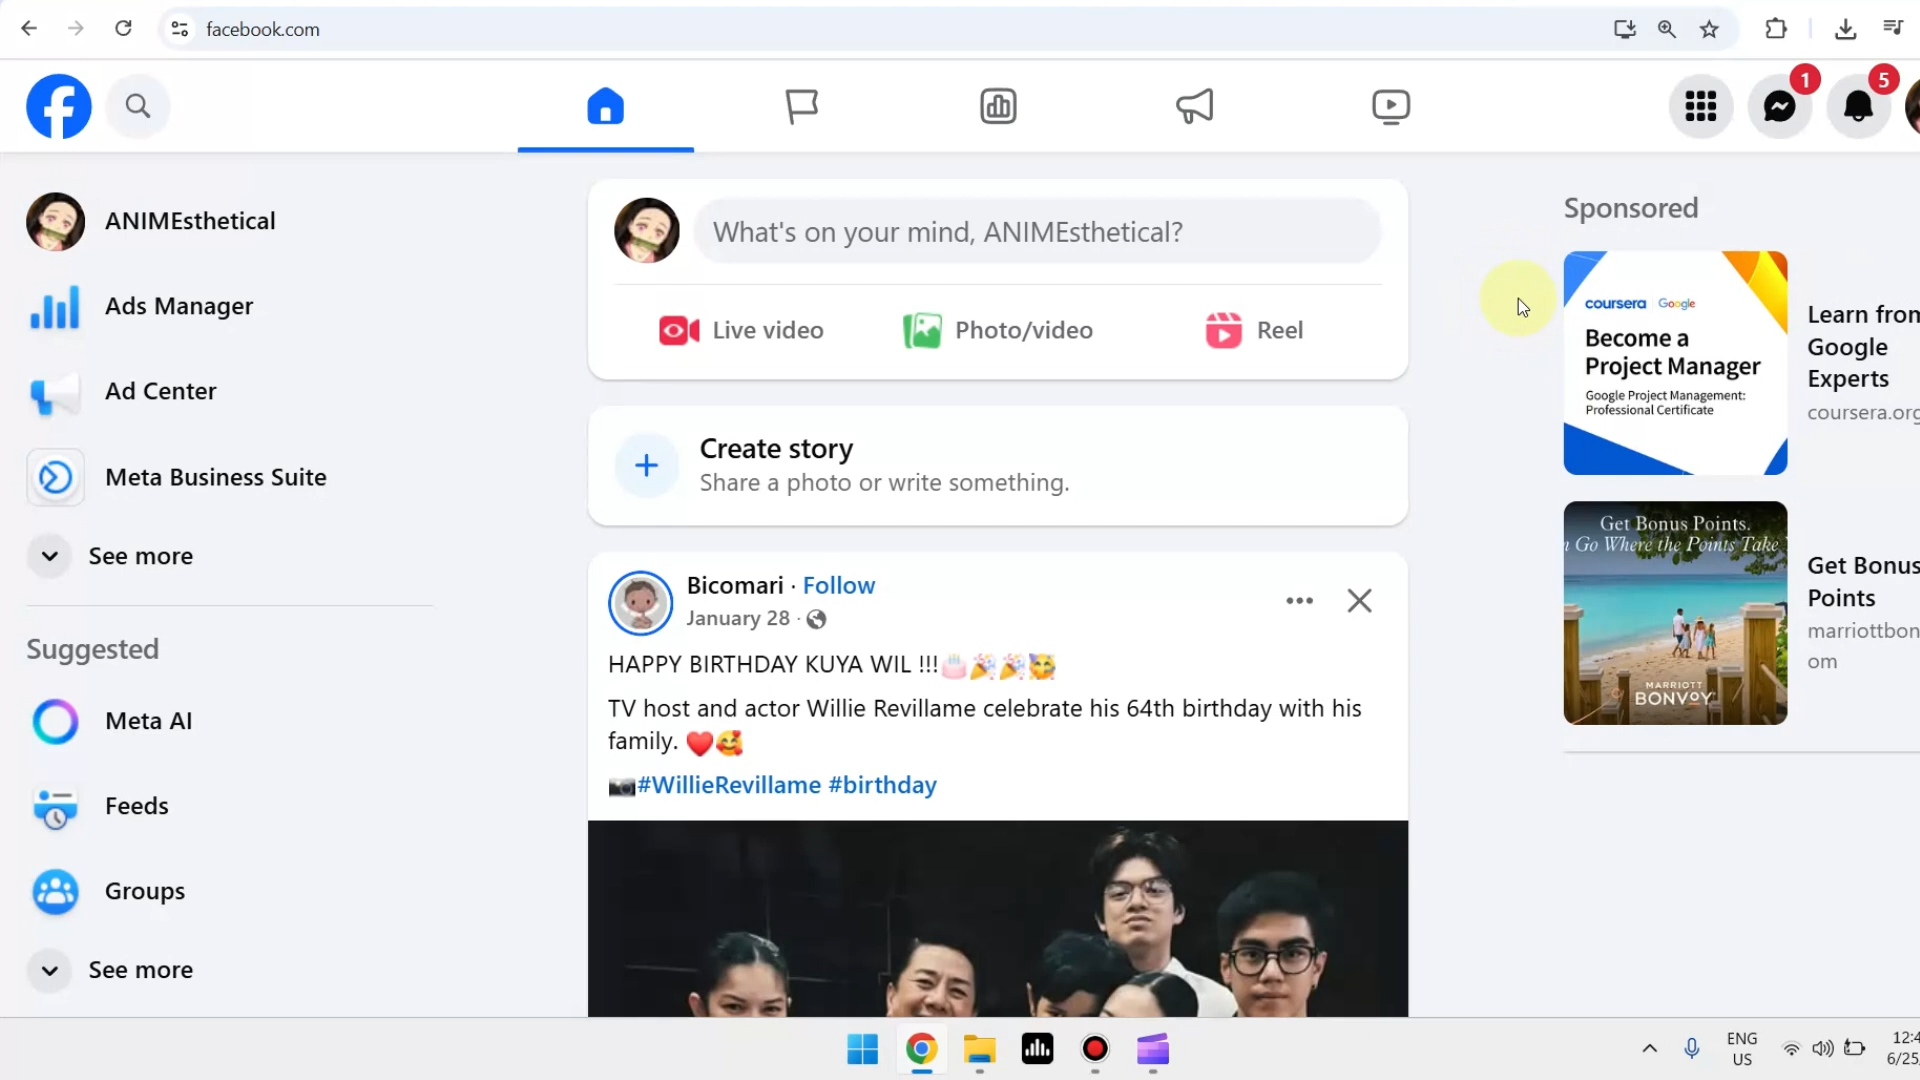 facebook.com
1
5
ANIMEsthetical
Ads Manager
Ad Center
Meta Business Suite
See more
Suggested
Meta AI
Feeds
Groups
See more
What's on your mind, ANIMEsthetical?
Live video
Photo/video
Reel
Create story
Share a photo or write something.
Bicomari · Follow
January 28 ·
HAPPY BIRTHDAY KUYA WIL !!!🎂🎉🎉🥳
TV host and actor Willie Revillame celebrate his 64th birthday with his
family. ❤️🥰
📷#WillieRevillame #birthday
Sponsored
coursera Google
Become a
Project Manager
Google Project Management:
Professional Certificate
Learn from
Google
Experts
coursera.org
Get Bonus Points.
Go Where the Points Take
MARRIOTT
BONVOY
Get Bonus
Points
marriottbon
om
ENG
US
12:4
6/25